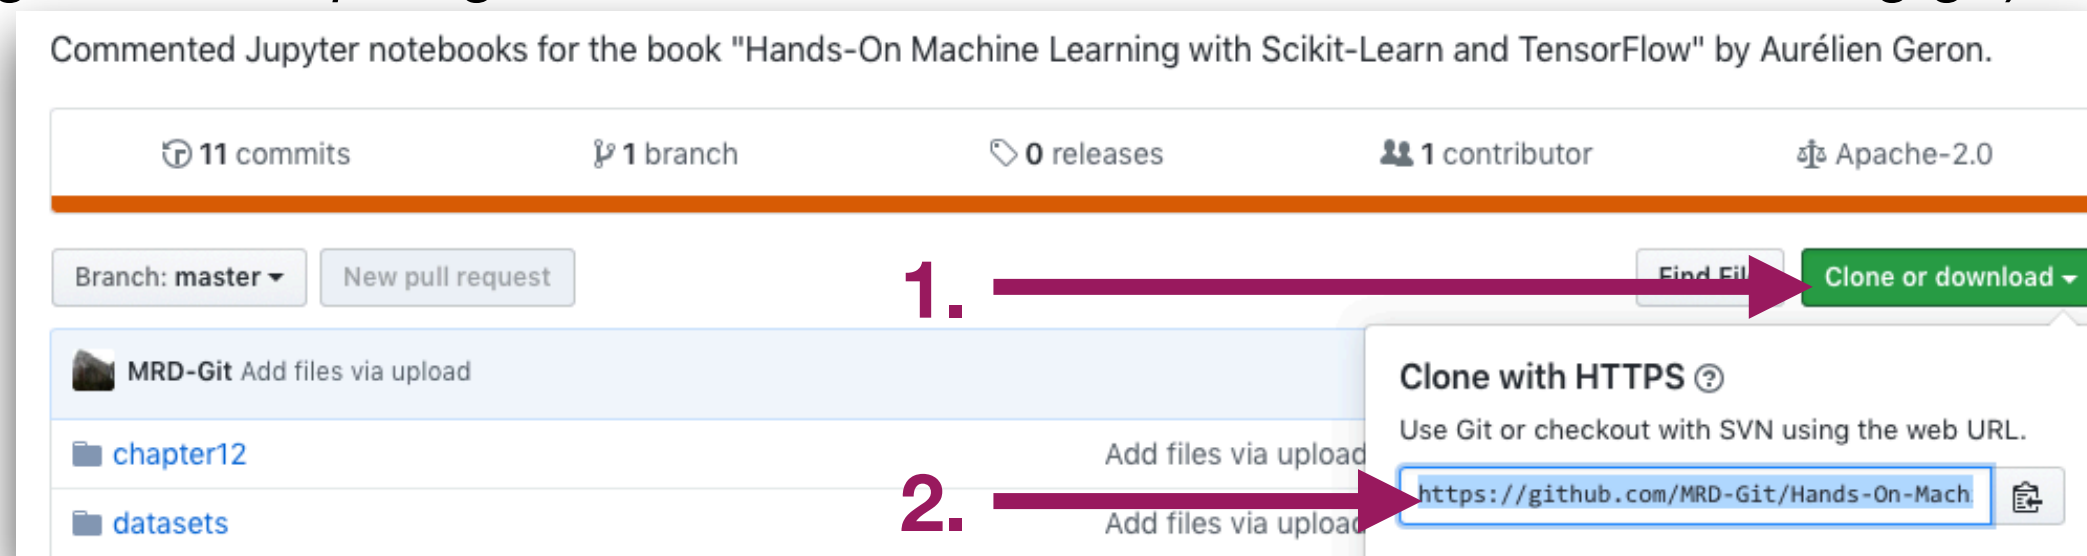 Commented Jupyter notebooks for the book "Hands-On Machine Learning with Scikit-Learn and TensorFlow" by Aurélien Geron.
11 commits 1 branch 0 releases 1 contributor Apache-2.0
Branch: master New pull request 1. Find Clone or download
MRD-Git Add files via upload
Clone with HTTPS
Use Git or checkout with SVN using the web URL.
chapter12 Add files via upload
2. https://github.com/MRD-Git/Hands-On-Mach
datasets Add files via upload